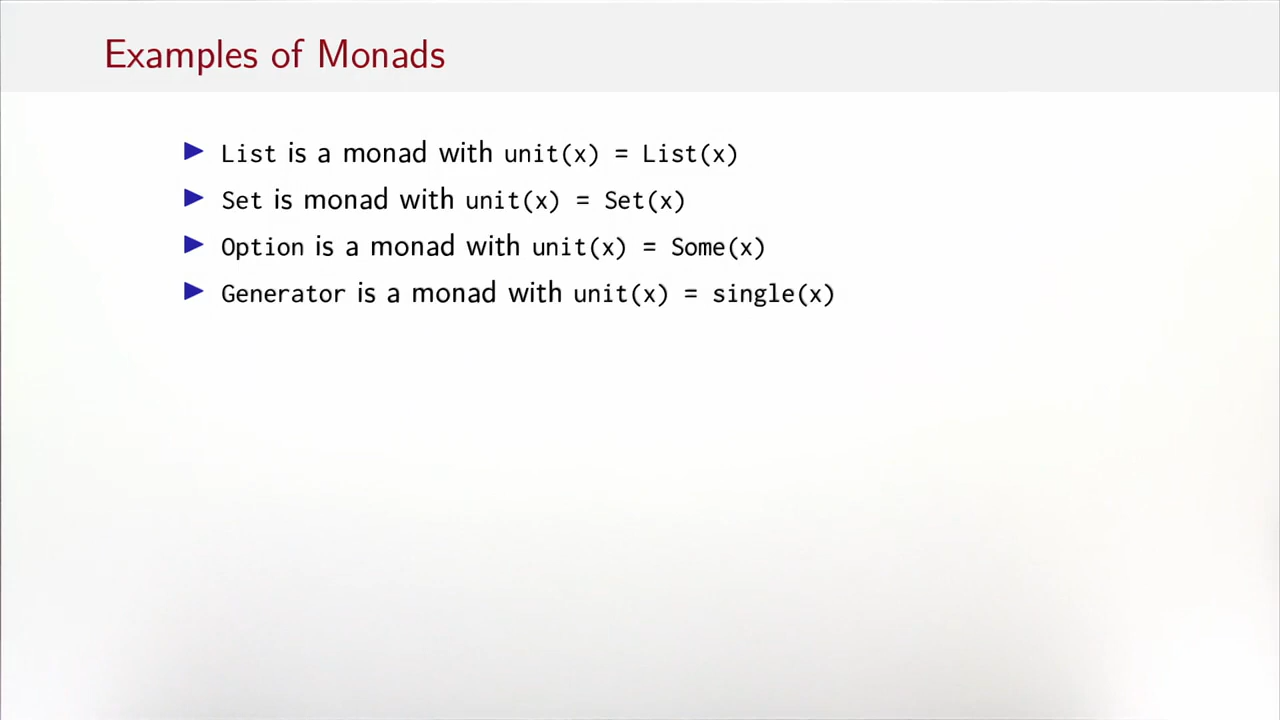 Examples of Monads
▶ List is a monad with unit(x) = List(x)
▶ Set is monad with unit(x) = Set(x)
▶ Option is a monad with unit(x) = Some(x)
▶ Generator is a monad with unit(x) = single(x)